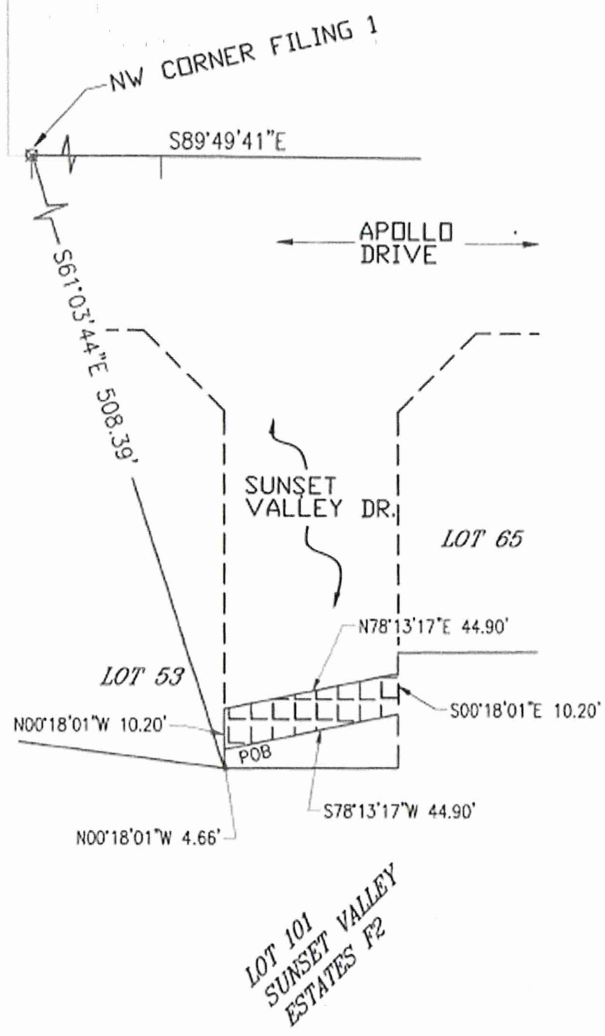 NW CORNER FILING 1
S89°49'41"E
APOLLO
DRIVE
S61°03'44"E 508.39'
SUNSET
VALLEY DR.
LOT 65
N78°13'17"E 44.90'
LOT 53
S00°18'01"E 10.20'
N00°18'01"W 10.20'
POB
S78°13'17"W 44.90'
N00°18'01"W 4.66'
LOT 101
SUNSET VALLEY
ESTATES F2